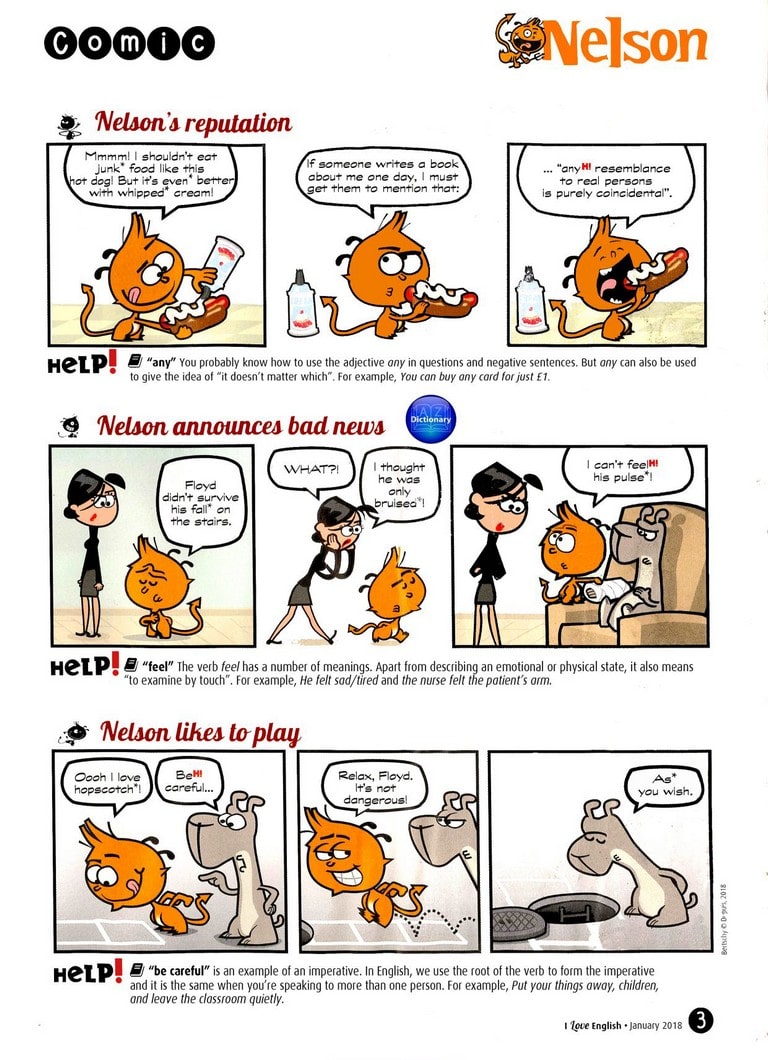 Comic
Nelson
Nelson's reputation
Mmmm! I shouldn't eat
junk* food like this
hot dog! But it's even* better
with whipped* cream!
If someone writes a book
about me one day, I must
get them to mention that:
... "anyH! resemblance
to real persons
is purely coincidental".
HELP! "any" You probably know how to use the adjective any in questions and negative sentences. But any can also be used
to give the idea of "it doesn't matter which". For example, You can buy any card for just £1.
Nelson announces bad news
A Z
Dictionary
Floyd
didn't survive
his fall* on
the stairs.
WHAT?!
I thought
he was
only
bruised*!
I can't feelH!
his pulse*!
HELP! "feel" The verb feel has a number of meanings. Apart from describing an emotional or physical state, it also means
"to examine by touch". For example, He felt sad/tired and the nurse felt the patient's arm.
Nelson likes to play
Oooh I love
hopscotch*!
BeH!
careful...
Relax, Floyd.
It's not
dangerous!
As*
you wish.
HELP! "be careful" is an example of an imperative. In English, we use the root of the verb to form the imperative
and it is the same when you're speaking to more than one person. For example, Put your things away, children,
and leave the classroom quietly.
Bertschy © D-gurs, 2018
I Love English • January 2018 3